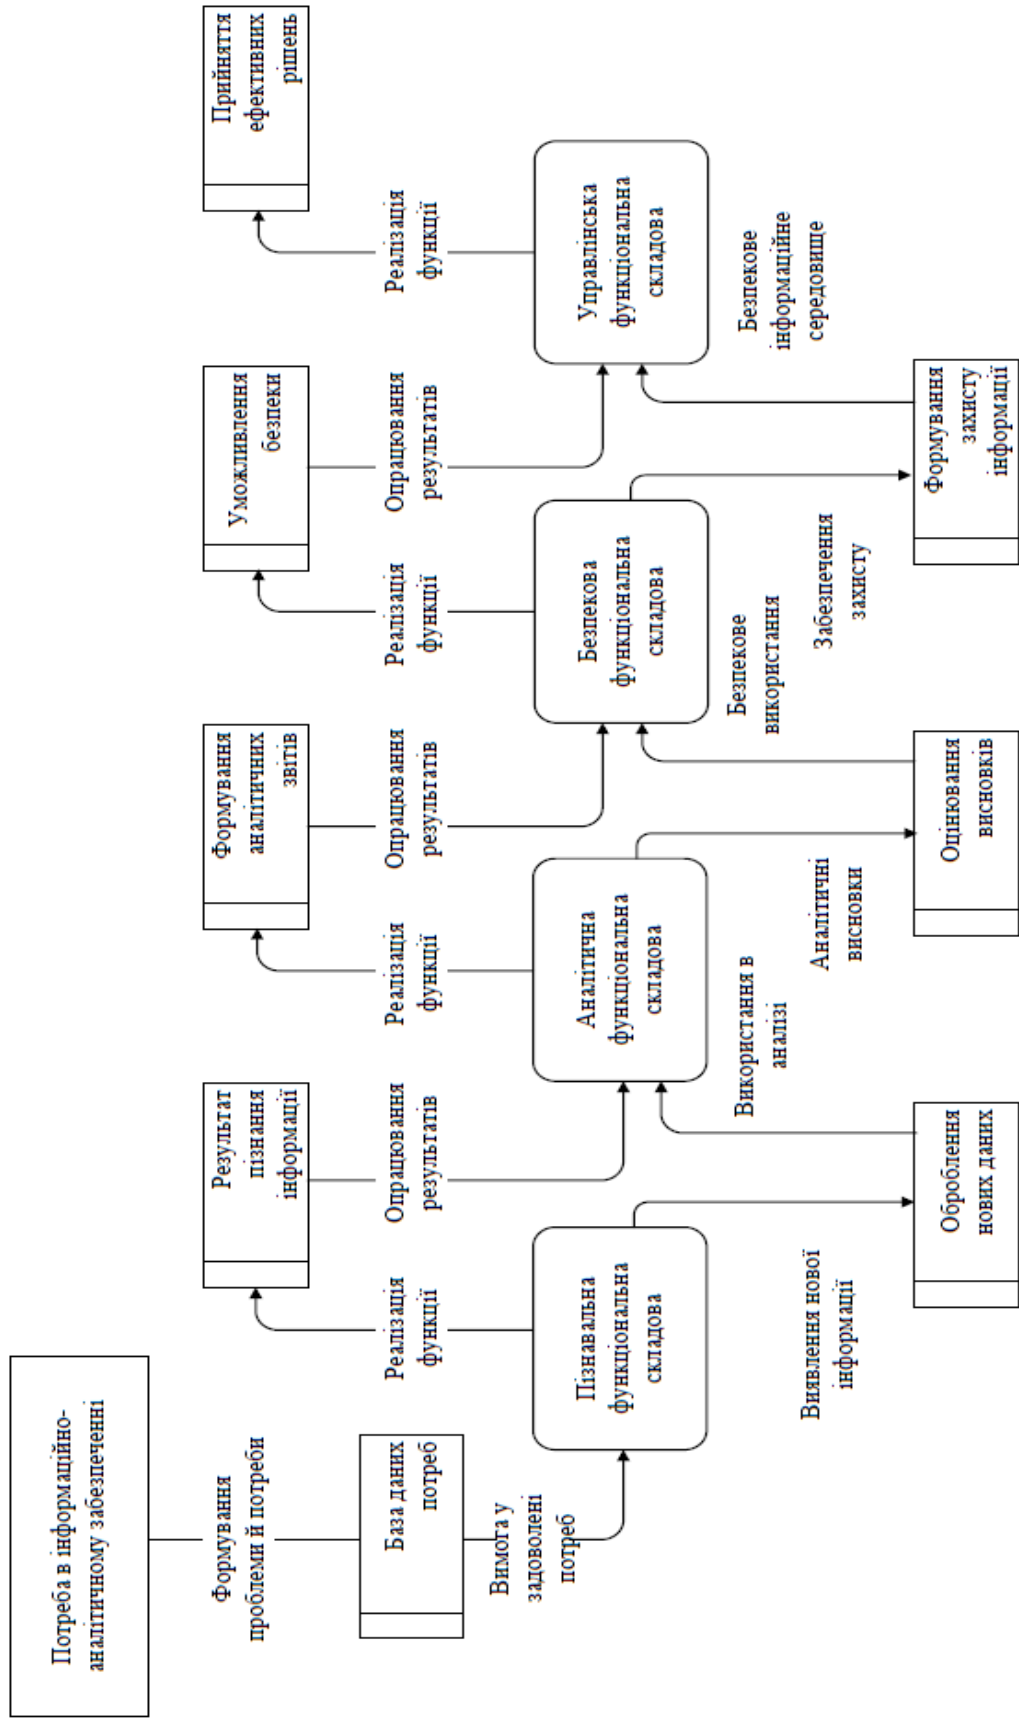 Потреба в інформаційно-
аналітичному забезпеченні
Формування
проблеми й потреби
База даних
потреб
Вимога у
задоволені
потреб
Результат
пізнання
інформації
Реалізація
функції
Опрацювання
результатів
Пізнавальна
функціональна
складова
Виявлення нової
інформації
Оброблення
нових даних
Використання в
аналізі
Формування
аналітичних
звітів
Реалізація
функції
Опрацювання
результатів
Аналітична
функціональна
складова
Аналітичні
висновки
Оцінювання
висновків
Безпекове
використання
Уможливлення
безпеки
Реалізація
функції
Опрацювання
результатів
Безпекова
функціональна
складова
Забезпечення
захисту
Формування
захисту
інформації
Безпекове
інформаційне
середовище
Прийняття
ефективних
рішень
Реалізація
функції
Управлінська
функціональна
складова